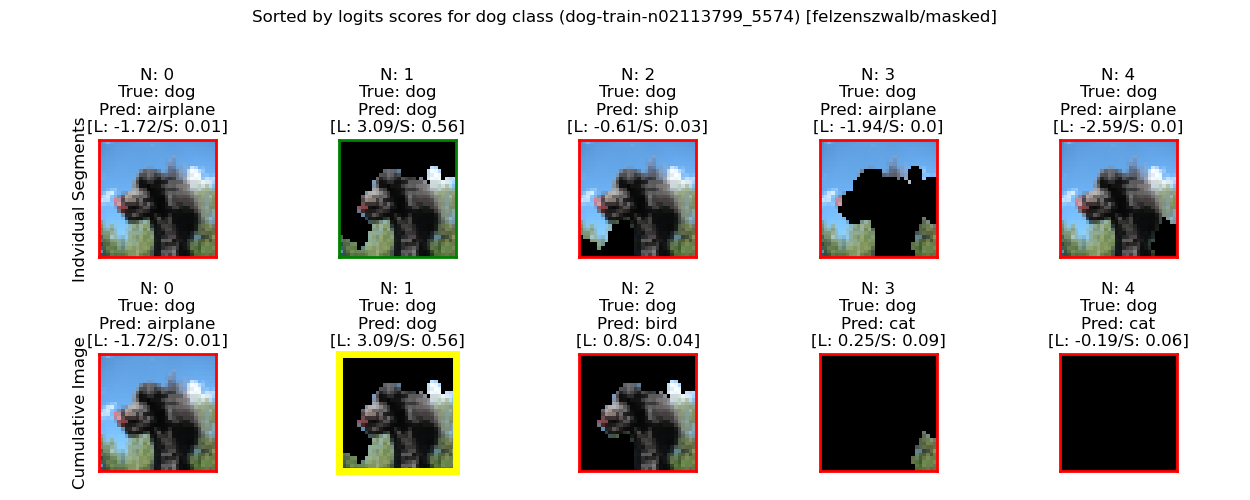 Sorted by logits scores for dog class (dog-train-n02113799_5574) [felzenszwalb/masked]
Indvidual Segments
N: 0
True: dog
Pred: airplane
[L: -1.72/S: 0.01]
N: 1
True: dog
Pred: dog
[L: 3.09/S: 0.56]
N: 2
True: dog
Pred: ship
[L: -0.61/S: 0.03]
N: 3
True: dog
Pred: airplane
[L: -1.94/S: 0.0]
N: 4
True: dog
Pred: airplane
[L: -2.59/S: 0.0]
Cumulative Image
N: 0
True: dog
Pred: airplane
[L: -1.72/S: 0.01]
N: 1
True: dog
Pred: dog
[L: 3.09/S: 0.56]
N: 2
True: dog
Pred: bird
[L: 0.8/S: 0.04]
N: 3
True: dog
Pred: cat
[L: 0.25/S: 0.09]
N: 4
True: dog
Pred: cat
[L: -0.19/S: 0.06]